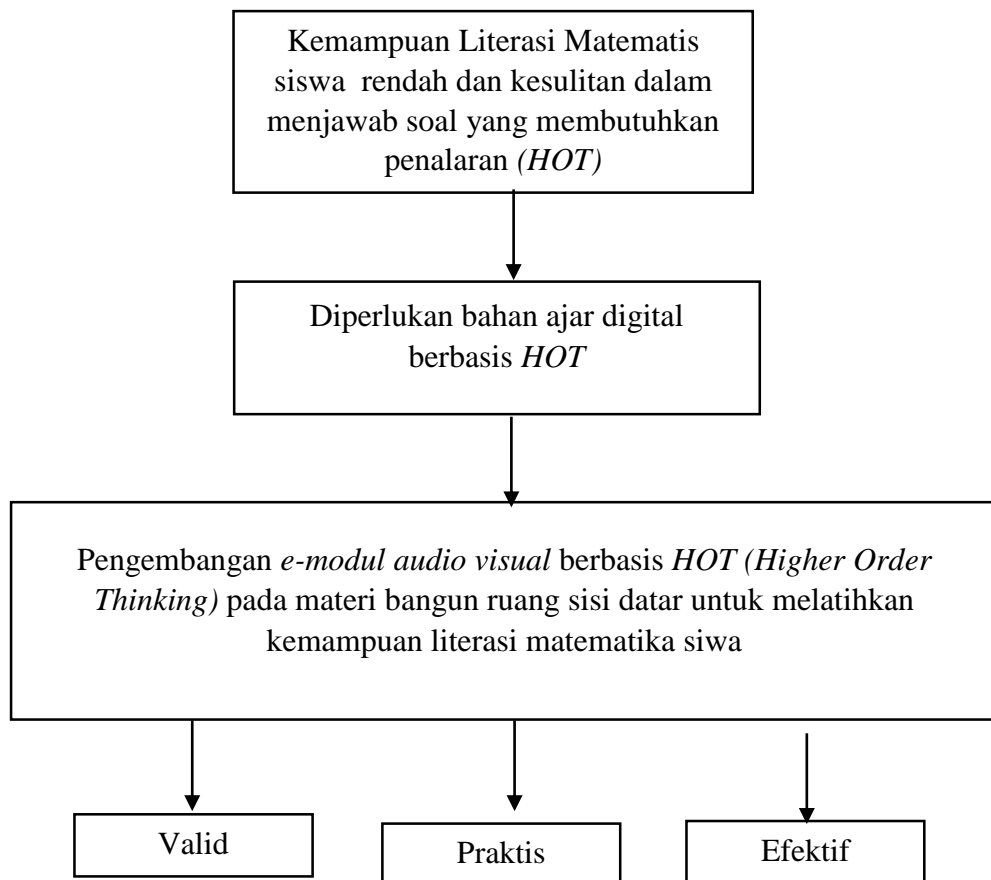 Kemampuan Literasi Matematis
siswa rendah dan kesulitan dalam
menjawab soal yang membutuhkan
penalaran (HOT)
Diperlukan bahan ajar digital
berbasis HOT
Pengembangan e-modul audio visual berbasis HOT (Higher Order
Thinking) pada materi bangun ruang sisi datar untuk melatihkan
kemampuan literasi matematika siwa
Valid
Praktis
Efektif